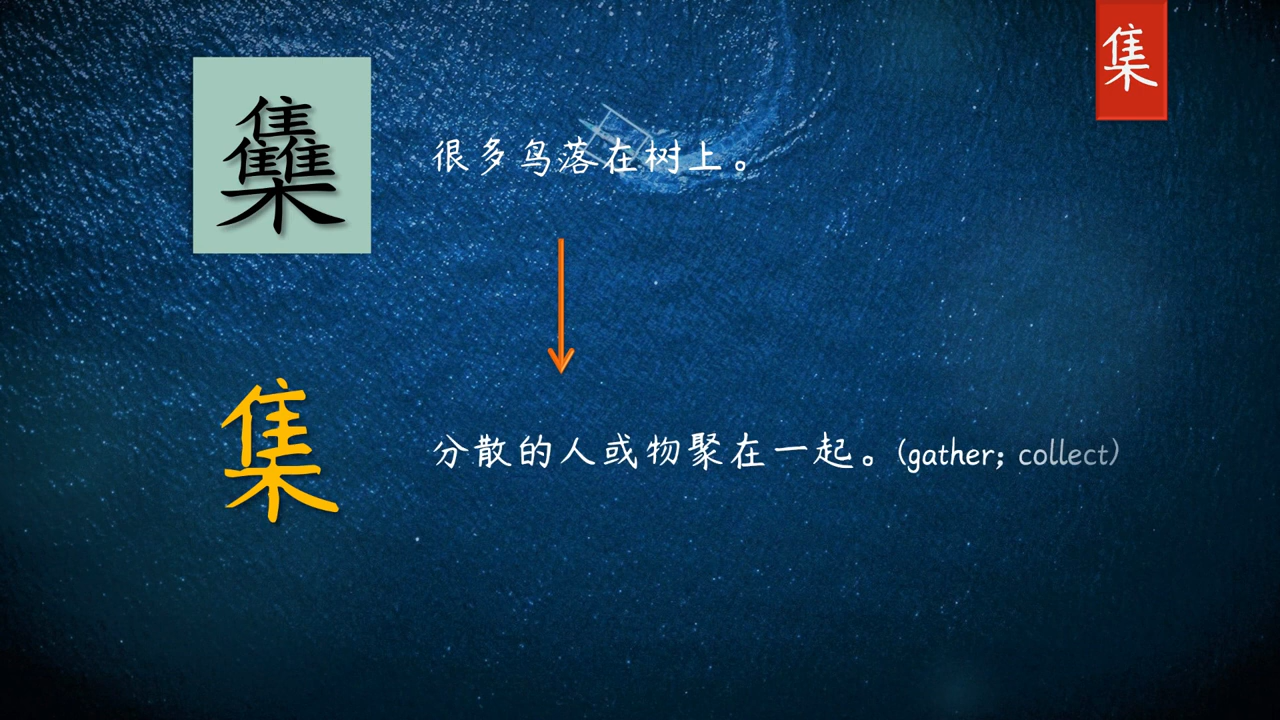 集
雧
很多鸟落在树上。
集
分散的人或物聚在一起。(gather; collect)